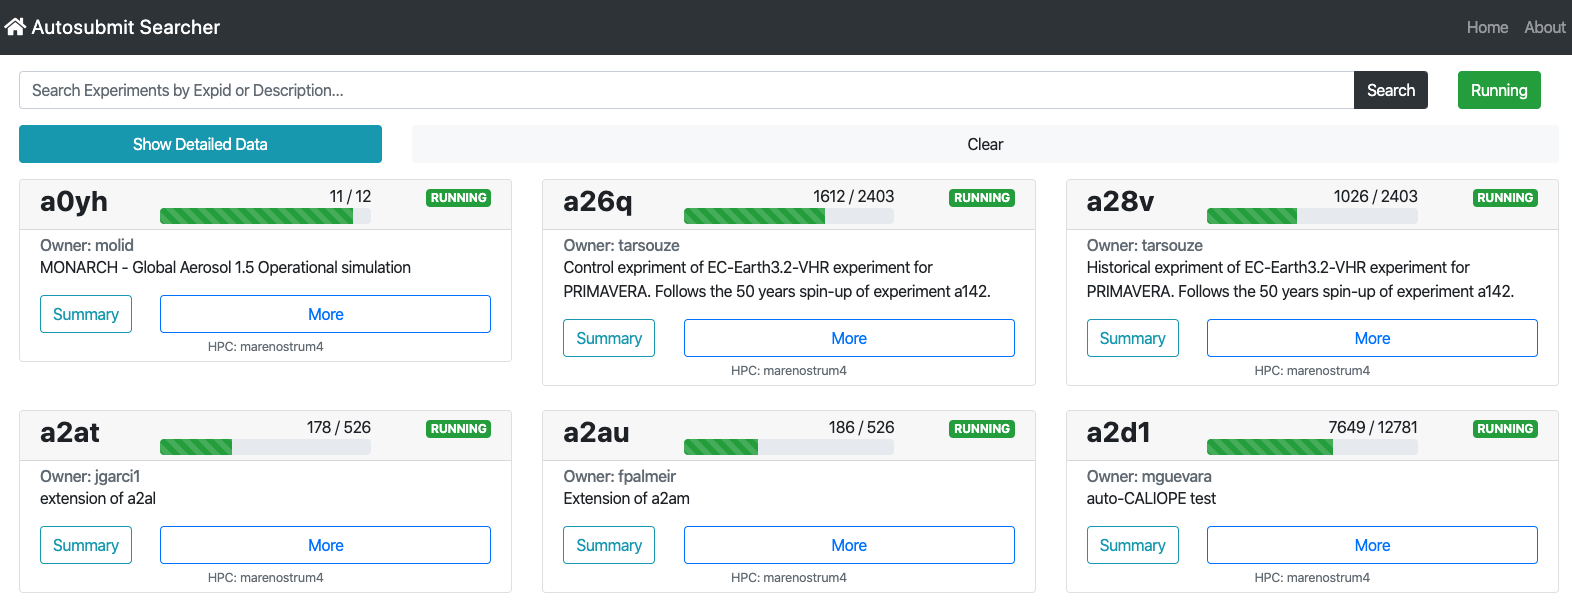 Autosubmit Searcher
Home
About
Search Experiments by Expid or Description...
Search
Running
Show Detailed Data
Clear
a0yh
11 / 12
RUNNING
Owner: molid
MONARCH - Global Aerosol 1.5 Operational simulation
Summary
More
HPC: marenostrum4
a26q
1612 / 2403
RUNNING
Owner: tarsouze
Control expriment of EC-Earth3.2-VHR experiment for
PRIMAVERA. Follows the 50 years spin-up of experiment a142.
Summary
More
HPC: marenostrum4
a28v
1026 / 2403
RUNNING
Owner: tarsouze
Historical expriment of EC-Earth3.2-VHR experiment for
PRIMAVERA. Follows the 50 years spin-up of experiment a142.
Summary
More
HPC: marenostrum4
a2at
178 / 526
RUNNING
Owner: jgarci1
extension of a2al
Summary
More
HPC: marenostrum4
a2au
186 / 526
RUNNING
Owner: fpalmeir
Extension of a2am
Summary
More
HPC: marenostrum4
a2d1
7649 / 12781
RUNNING
Owner: mguevara
auto-CALIOPE test
Summary
More
HPC: marenostrum4